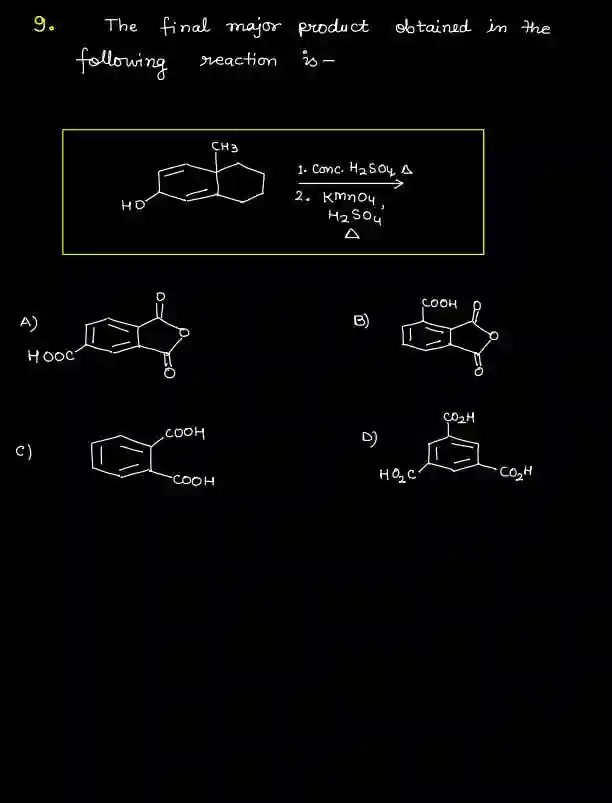 9. The final major product obtained in the
following reaction is -
CH3
HO
1. Conc. H2SO4, Δ
2. KMnO4,
H2SO4
Δ
A)
O
O
O
HOOC
B)
COOH
O
O
O
C)
COOH
COOH
D)
CO2H
HO2C
CO2H